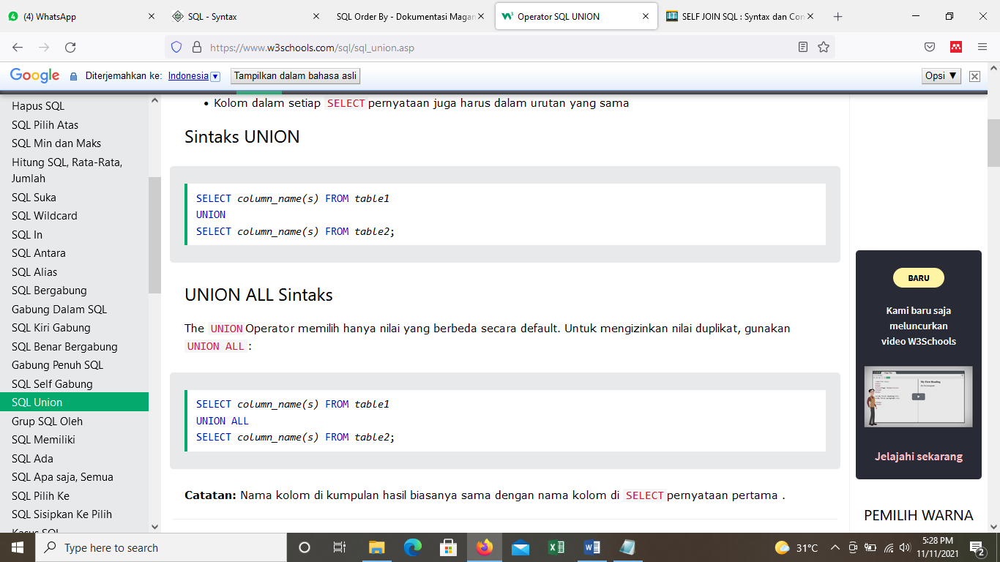 (4) WhatsApp
SQL - Syntax
SQL Order By - Dokumentasi Magan
Operator SQL UNION
SELF JOIN SQL : Syntax dan Con
https://www.w3schools.com/sql/sql_union.asp
Google
Diterjemahkan ke: Indonesia
Tampilkan dalam bahasa asli
Opsi ▼
Hapus SQL
SQL Pilih Atas
SQL Min dan Maks
Hitung SQL, Rata-Rata,
Jumlah
SQL Suka
SQL Wildcard
SQL In
SQL Antara
SQL Alias
SQL Bergabung
Gabung Dalam SQL
SQL Kiri Gabung
SQL Benar Bergabung
Gabung Penuh SQL
SQL Self Gabung
SQL Union
Grup SQL Oleh
SQL Memiliki
SQL Ada
SQL Apa saja, Semua
SQL Pilih Ke
SQL Sisipkan Ke Pilih
Kasus SQL
• Kolom dalam setiap SELECT pernyataan juga harus dalam urutan yang sama
Sintaks UNION
SELECT column_name(s) FROM table1
UNION
SELECT column_name(s) FROM table2;
UNION ALL Sintaks
The UNION Operator memilih hanya nilai yang berbeda secara default. Untuk mengizinkan nilai duplikat, gunakan
UNION ALL :
SELECT column_name(s) FROM table1
UNION ALL
SELECT column_name(s) FROM table2;
Catatan: Nama kolom di kumpulan hasil biasanya sama dengan nama kolom di SELECT pernyataan pertama .
BARU
Kami baru saja
meluncurkan
video W3Schools
Jelajahi sekarang
PEMILIH WARNA
Type here to search
31°C
5:28 PM
11/11/2021
2